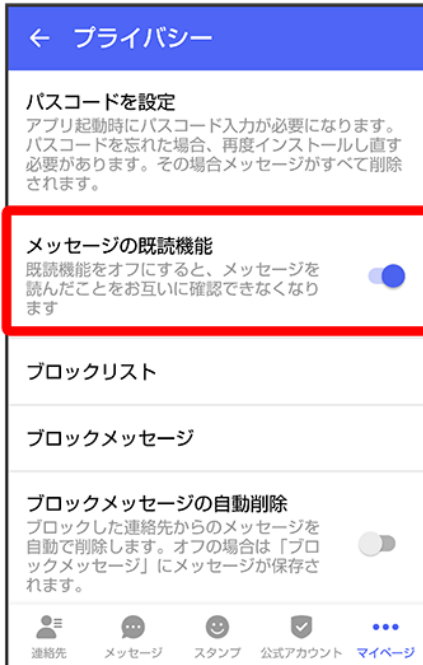 プライバシー
パスコードを設定
アプリ起動時にパスコード入力が必要になります。
パスコードを忘れた場合、再度インストールし直す
必要があります。その場合メッセージがすべて削除
されます。
メッセージの既読機能
既読機能をオフにすると、メッセージを
読んだことをお互いに確認できなくなり
ます
ブロックリスト
ブロックメッセージ
ブロックメッセージの自動削除
ブロックした連絡先からのメッセージを
自動で削除します。オフの場合は「ブロ
ックメッセージ」にメッセージが保存さ
れます。
連絡先 メッセージ スタンプ 公式アカウント マイページ